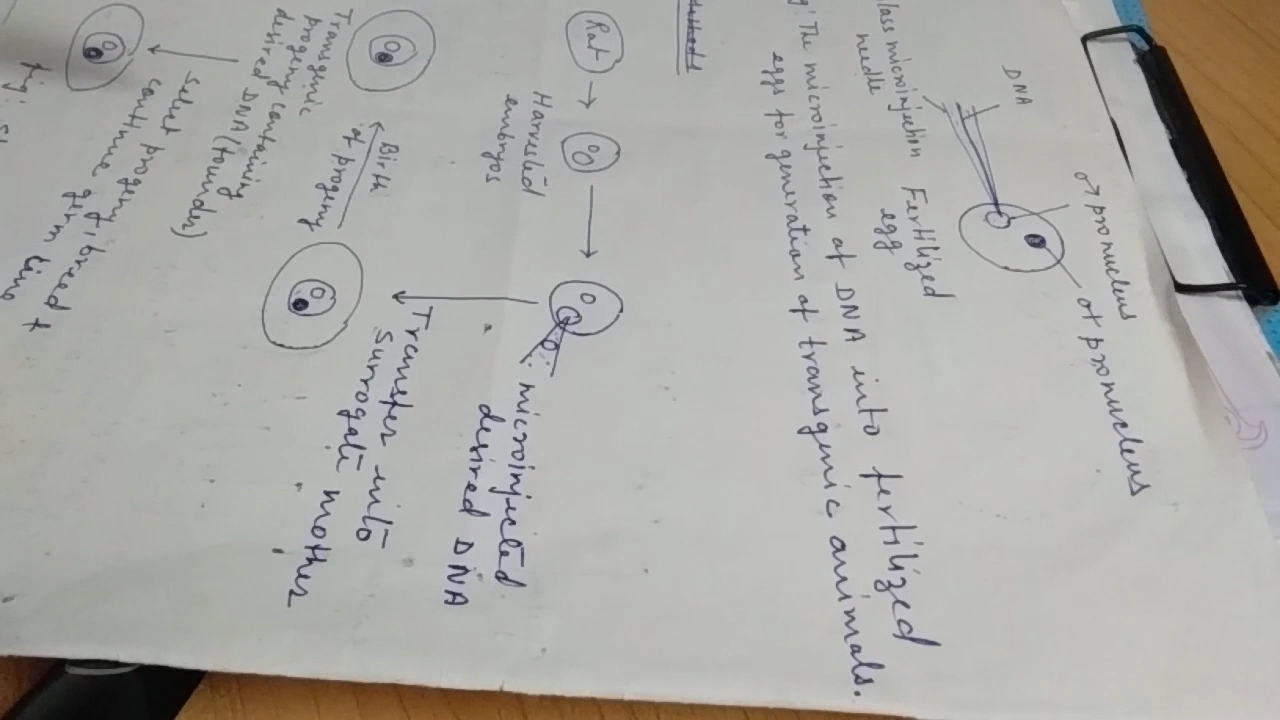 ♂ pronucleus
♂ pronucleus
DNA
lass microinjection
needle
Fertilized
egg
g: The microinjection of DNA into fertilized
eggs for generation of transgenic animals.
Rat
Harvested
embryos
microinjected
desired DNA
Transfer into
surrogate mother
Birth
of progeny
Transgenic
progeny containing
desired DNA (founder)
select progeny, breed &
continue germ line
fig: